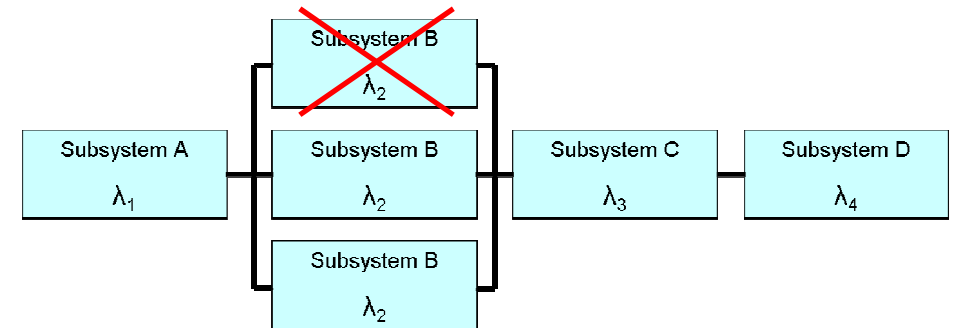 Subsystem B
λ2
Subsystem A
λ1
Subsystem B
λ2
Subsystem C
λ3
Subsystem D
λ4
Subsystem B
λ2